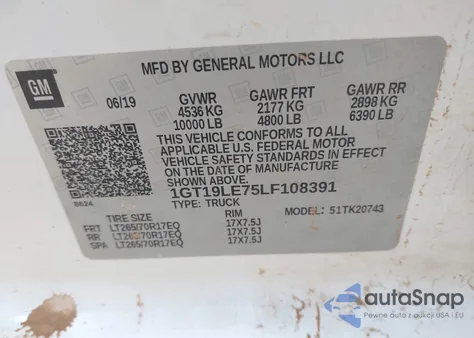 GM
MFD BY GENERAL MOTORS LLC
06/19 GVWR GAWR FRT GAWR RR
4536 KG 2177 KG 2898 KG
10000 LB 4800 LB 6390 LB
THIS VEHICLE CONFORMS TO ALL
APPLICABLE U.S. FEDERAL MOTOR
VEHICLE SAFETY STANDARDS IN EFFECT
ON THE DATE OF MANUFACTURE SHOWN ABOVE.
1GT19LE75LF108391
8624 TYPE: TRUCK MODEL: 51TK20743
TIRE SIZE RIM
FRT LT265/70R17EQ 17X7.5J
RR LT265/70R17EQ 17X7.5J
SPA LT265/70R17EQ 17X7.5J
autaSnap
Pewne auta z aukcji USA i EU